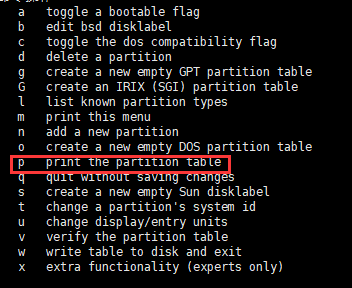 a toggle a bootable flag
b edit bsd disklabel
c toggle the dos compatibility flag
d delete a partition
g create a new empty GPT partition table
G create an IRIX (SGI) partition table
l list known partition types
m print this menu
n add a new partition
o create a new empty DOS partition table
p print the partition table
q quit without saving changes
s create a new empty Sun disklabel
t change a partition's system id
u change display/entry units
v verify the partition table
w write table to disk and exit
x extra functionality (experts only)